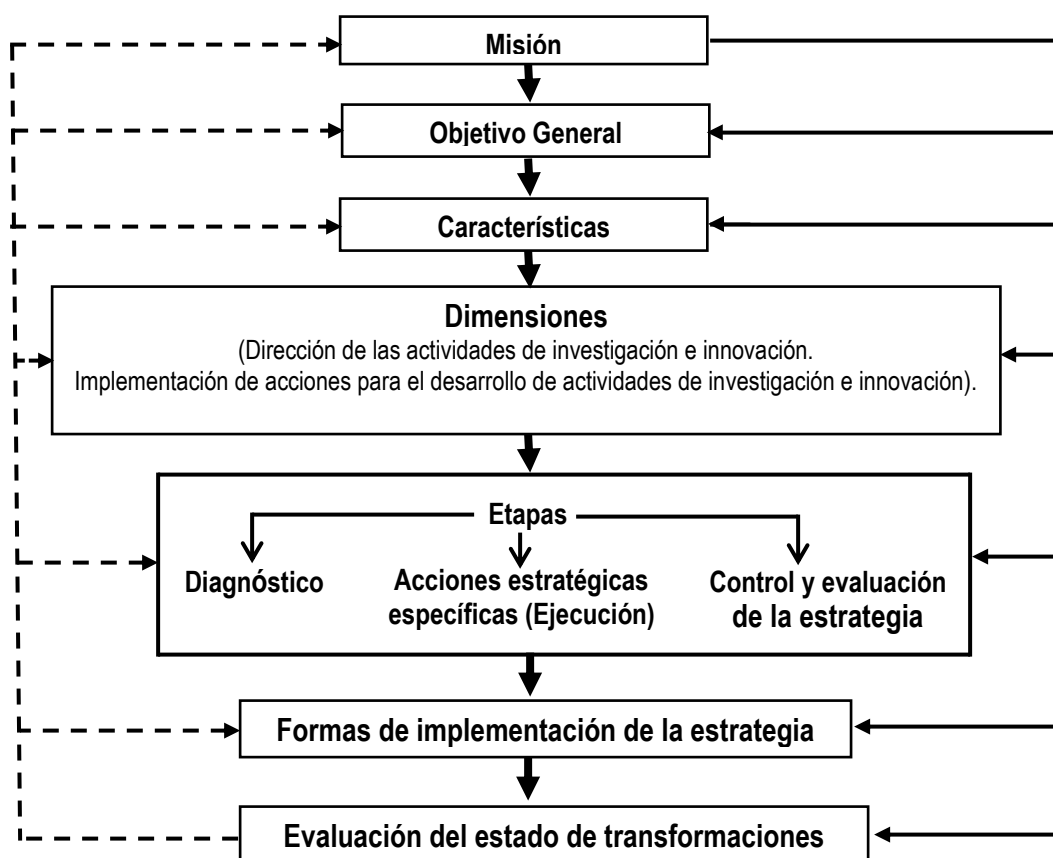 Misión
Objetivo General
Característícas
Dimensiones
(Dirección de las actividades de investigación e innovación.
Implementación de acciones para el desarrollo de actividades de investigación e innovación).
Etapas
Diagnóstico
Acciones estratégicas
específicas (Ejecución)
Control y evaluación
de la estrategia
Formas de implementación de la estrategia
Evaluación del estado de transformaciones